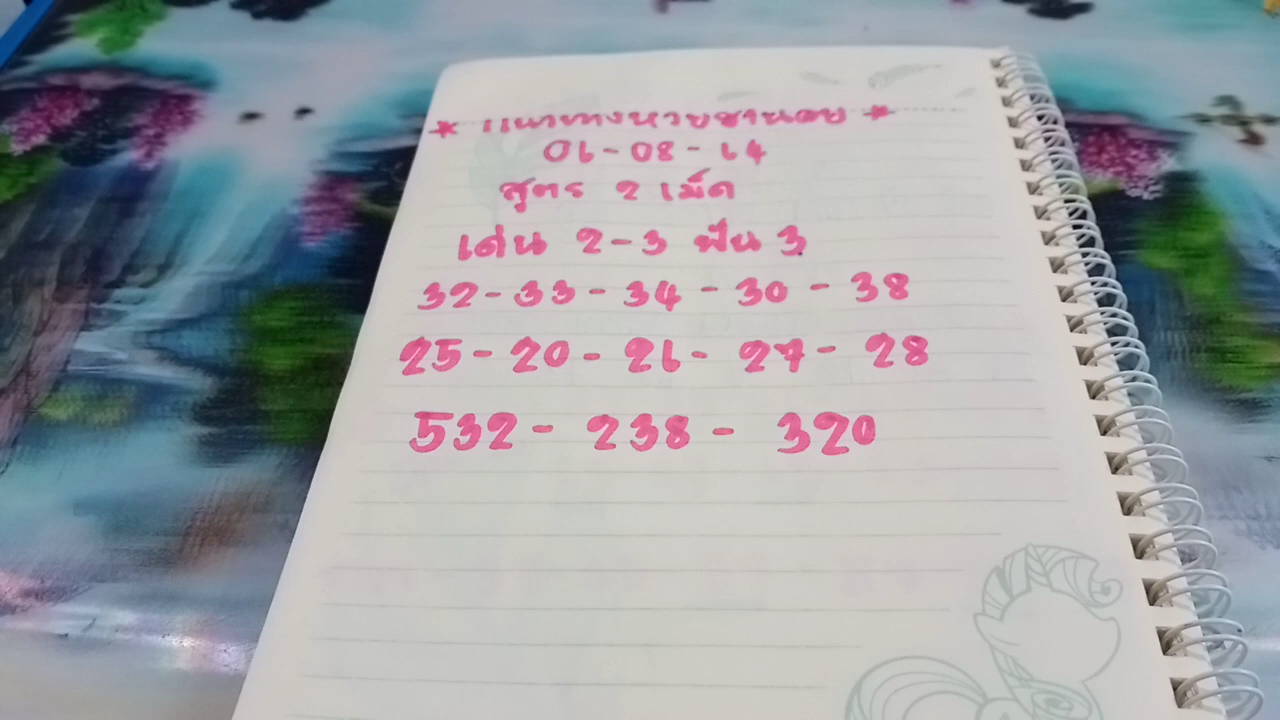 * แนวทางหวยฮานอย *
06-08-64
สูตร 2 เม็ด
เด่น 2-3 ฟัน 3
32-33-34-30-38
25-20-26-27-28
532-238-320